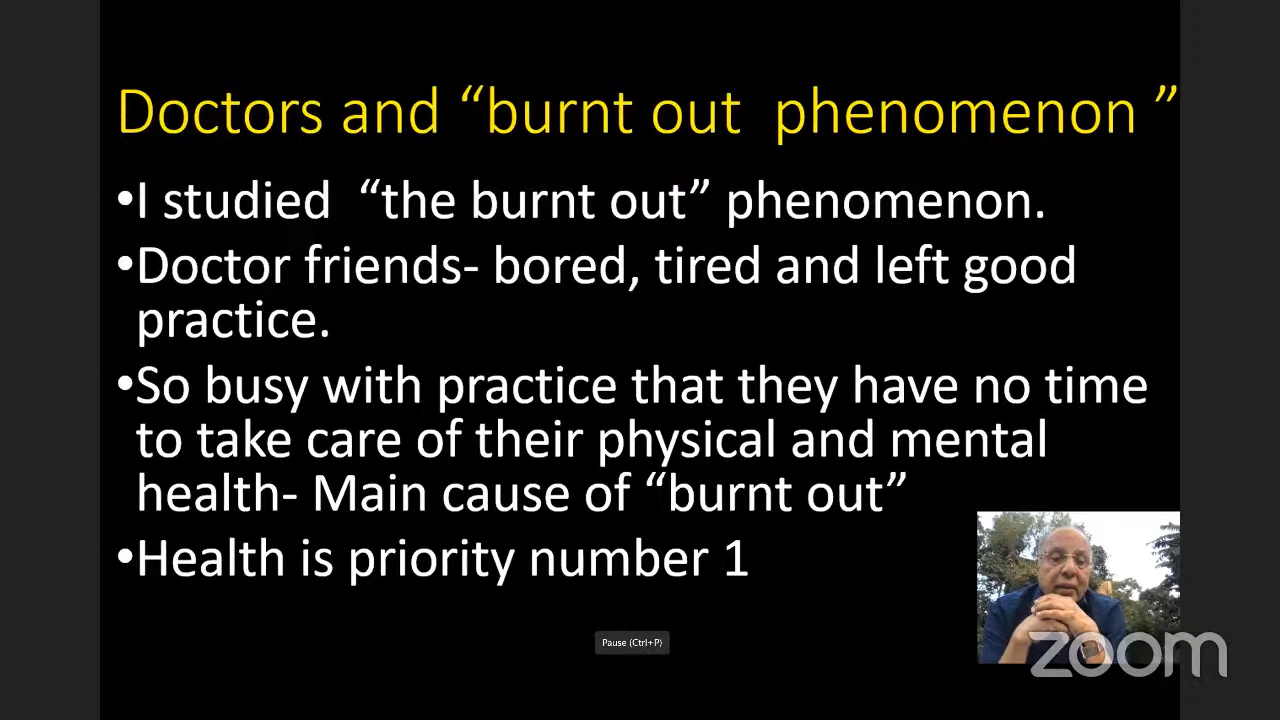 Doctors and “burnt out  phenomenon ”
•I studied  “the burnt out” phenomenon.
•Doctor friends- bored, tired and left good
practice.
•So busy with practice that they have no time
to take care of their physical and mental
health- Main cause of “burnt out”
•Health is priority number 1
Pause (Ctrl+P)
zoom